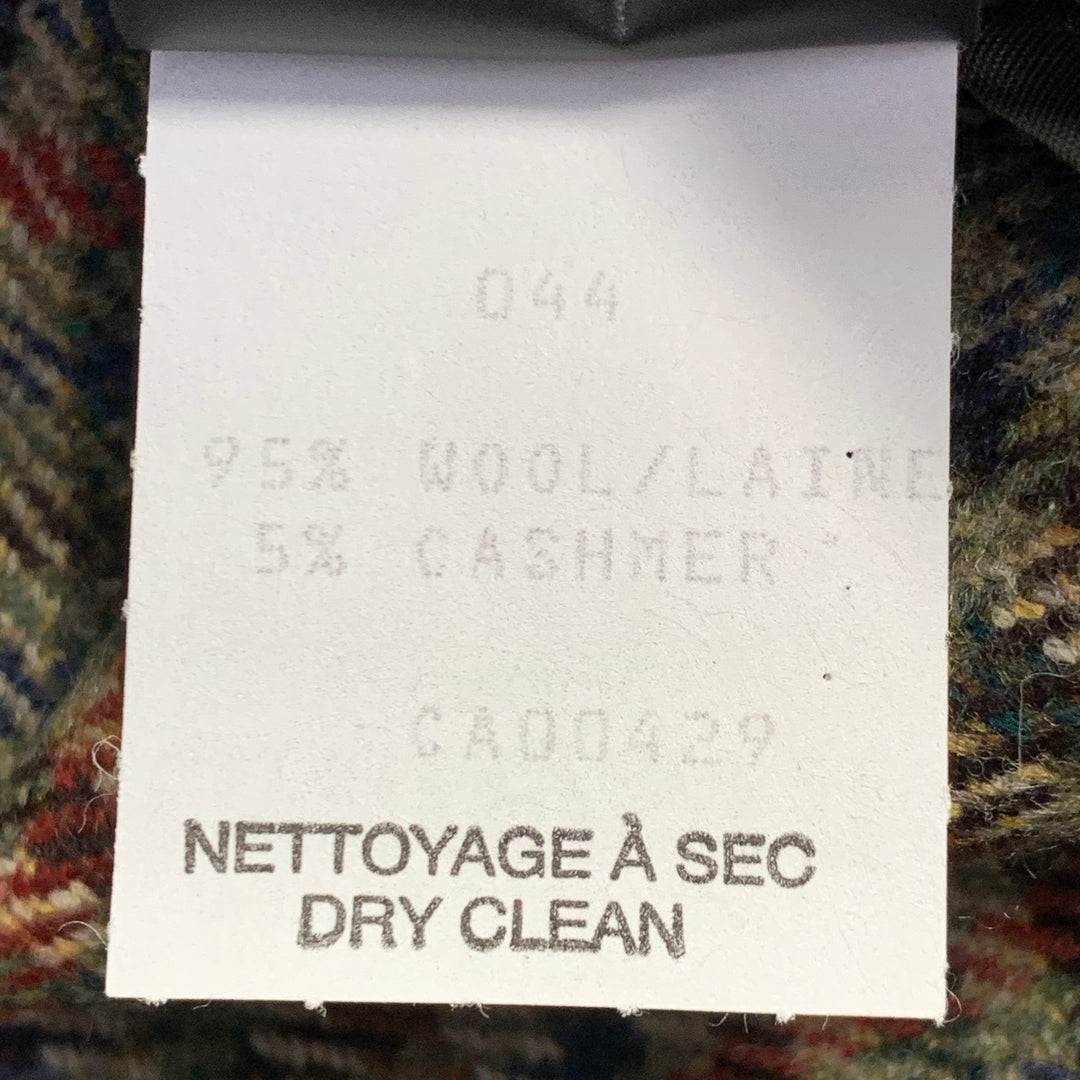 044
95% WOOL/LAINE
5% CASHMER
CA00429
NETTOYAGE À SEC
DRY CLEAN